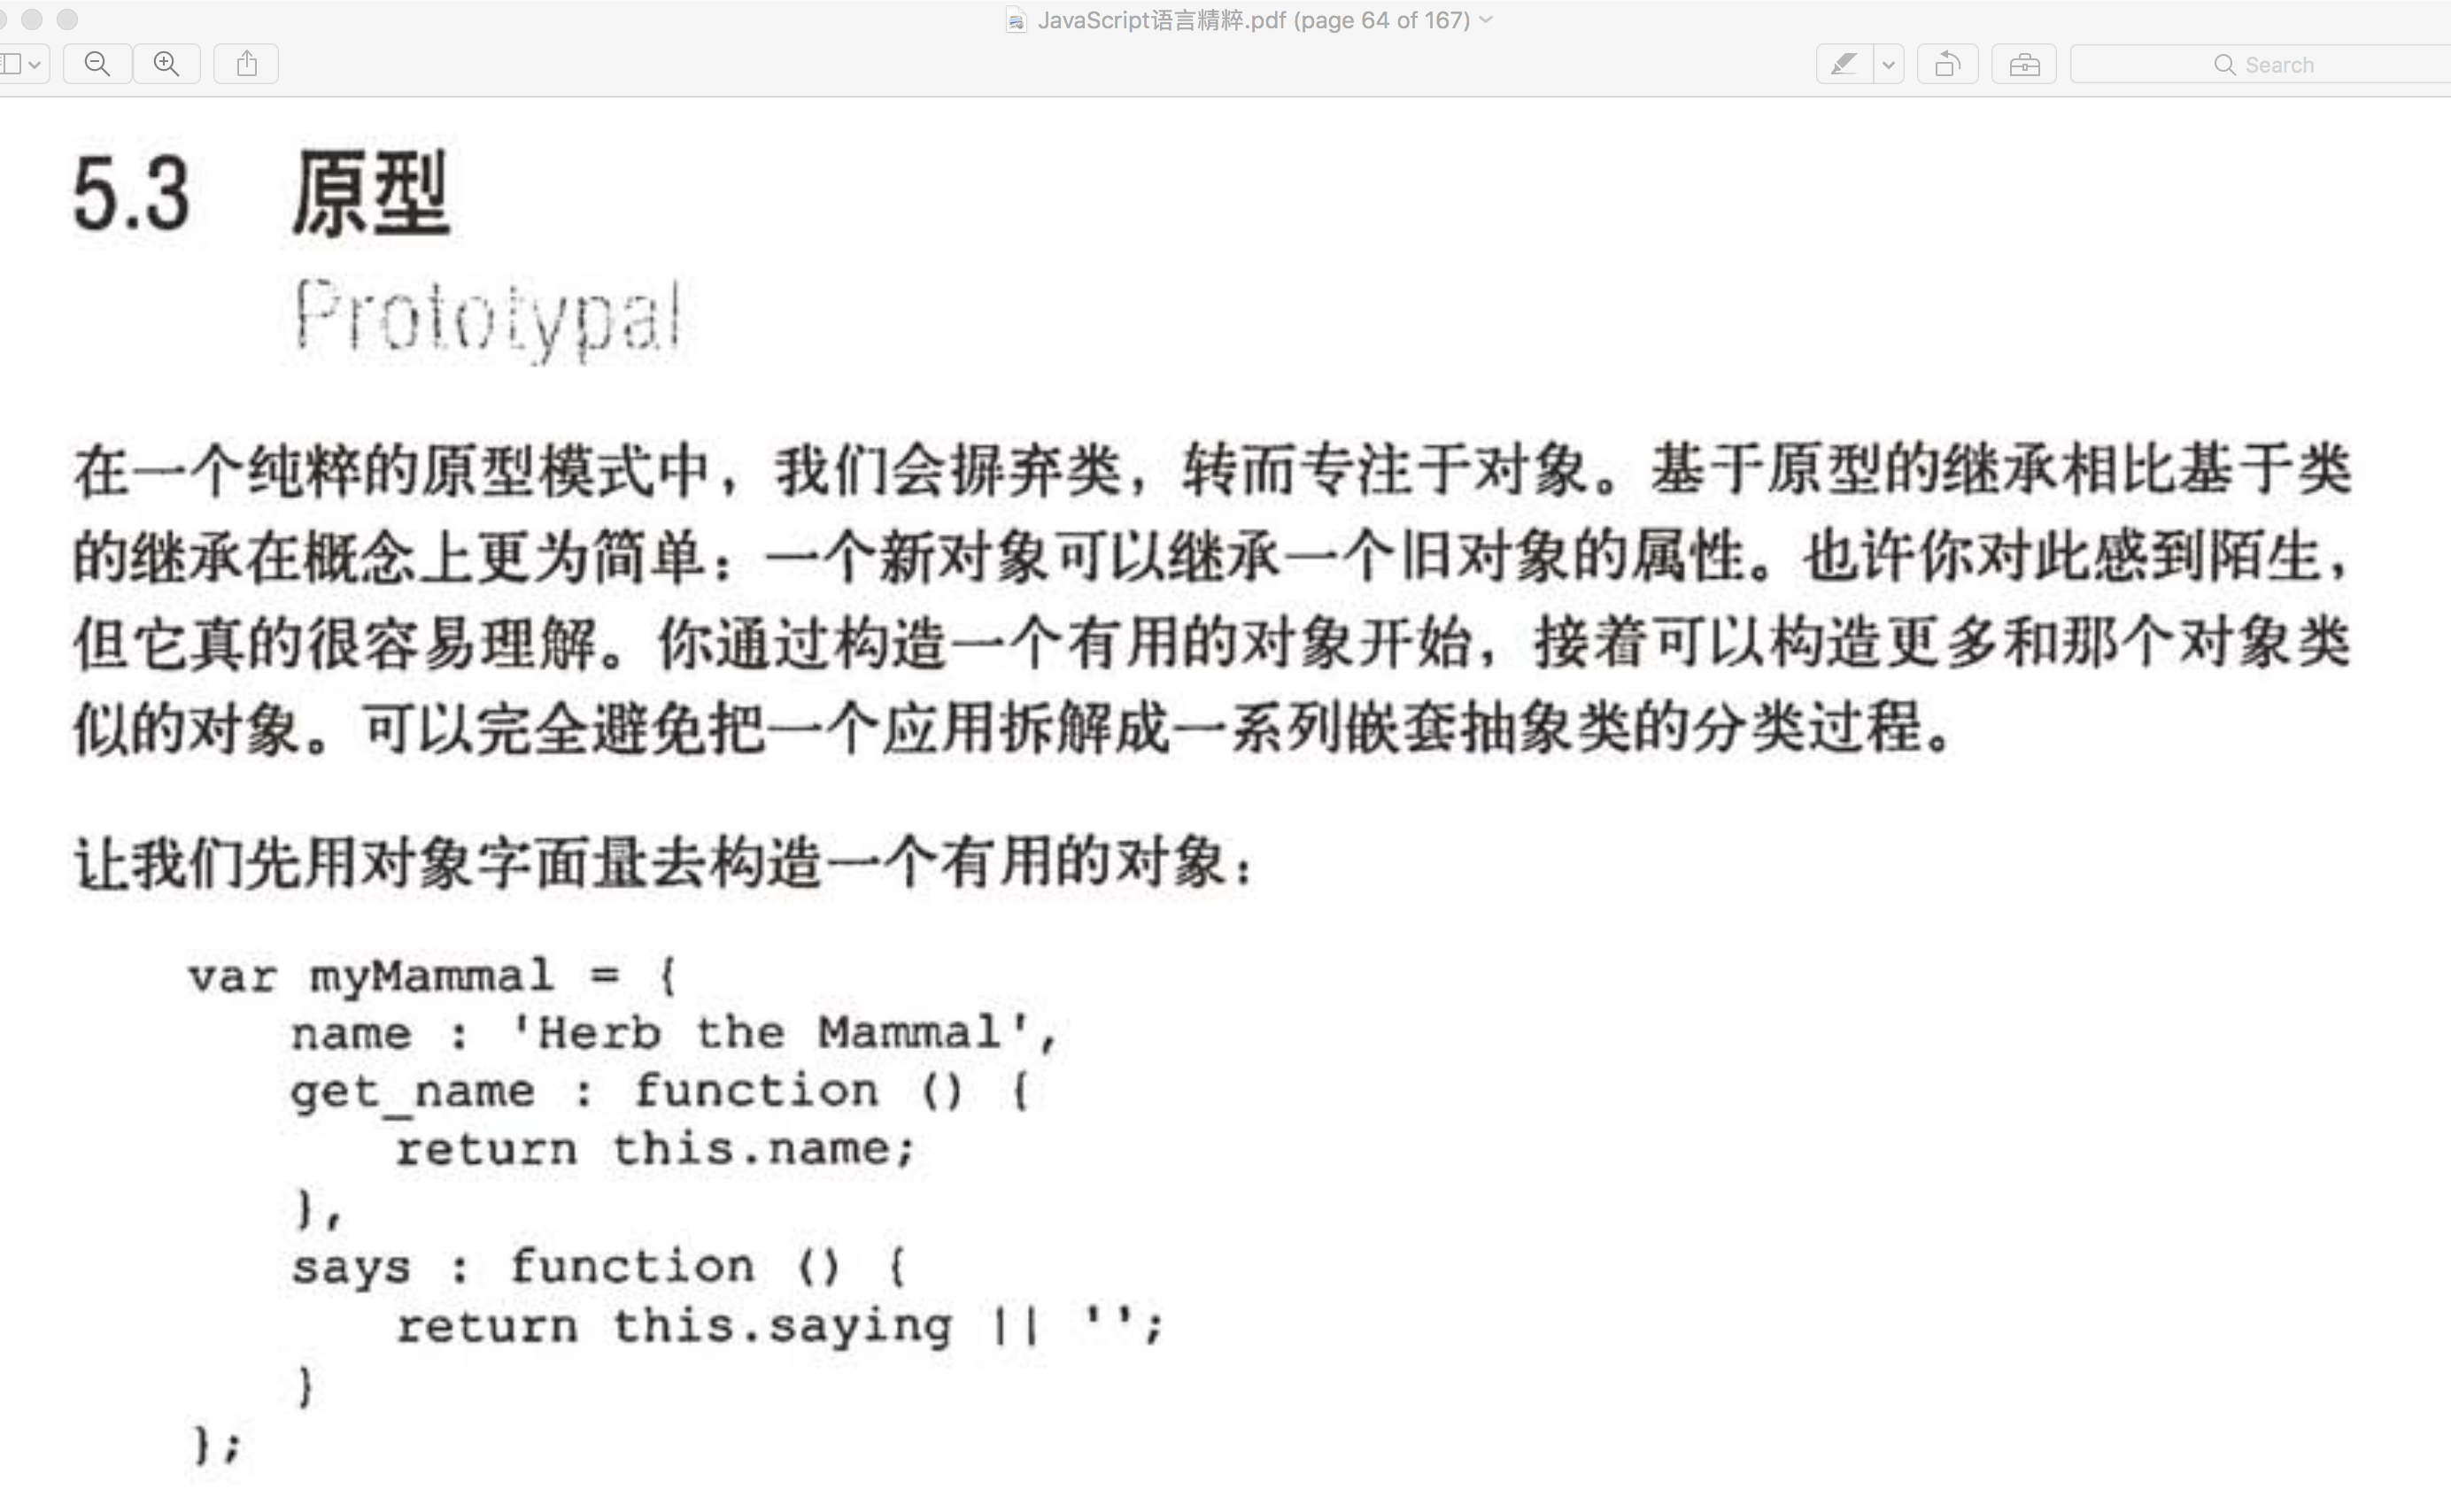 JavaScript语言精粹.pdf (page 64 of 167)
Search
5.3 原型
Prototypal
在一个纯粹的原型模式中，我们会摒弃类，转而专注于对象。基于原型的继承相比基于类
的继承在概念上更为简单：一个新对象可以继承一个旧对象的属性。也许你对此感到陌生，
但它真的很容易理解。你通过构造一个有用的对象开始，接着可以构造更多和那个对象类
似的对象。可以完全避免把一个应用拆解成一系列嵌套抽象类的分类过程。
让我们先用对象字面量去构造一个有用的对象：
var myMammal = {
name : 'Herb the Mammal',
get_name : function () {
return this.name;
},
says : function () {
return this.saying || '';
}
};